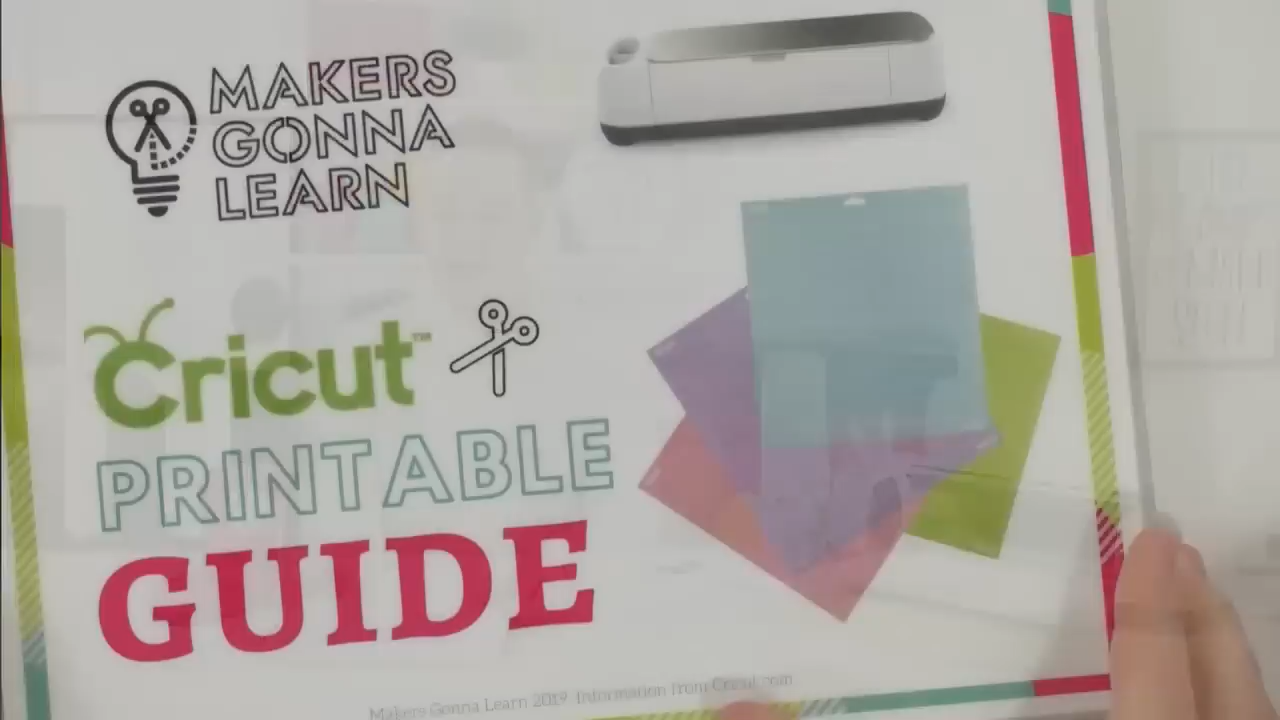 MAKERS
GONNA
LEARN
Cricut™
PRINTABLE
GUIDE
Makers Gonna Learn 2019. Information from Cricut.com